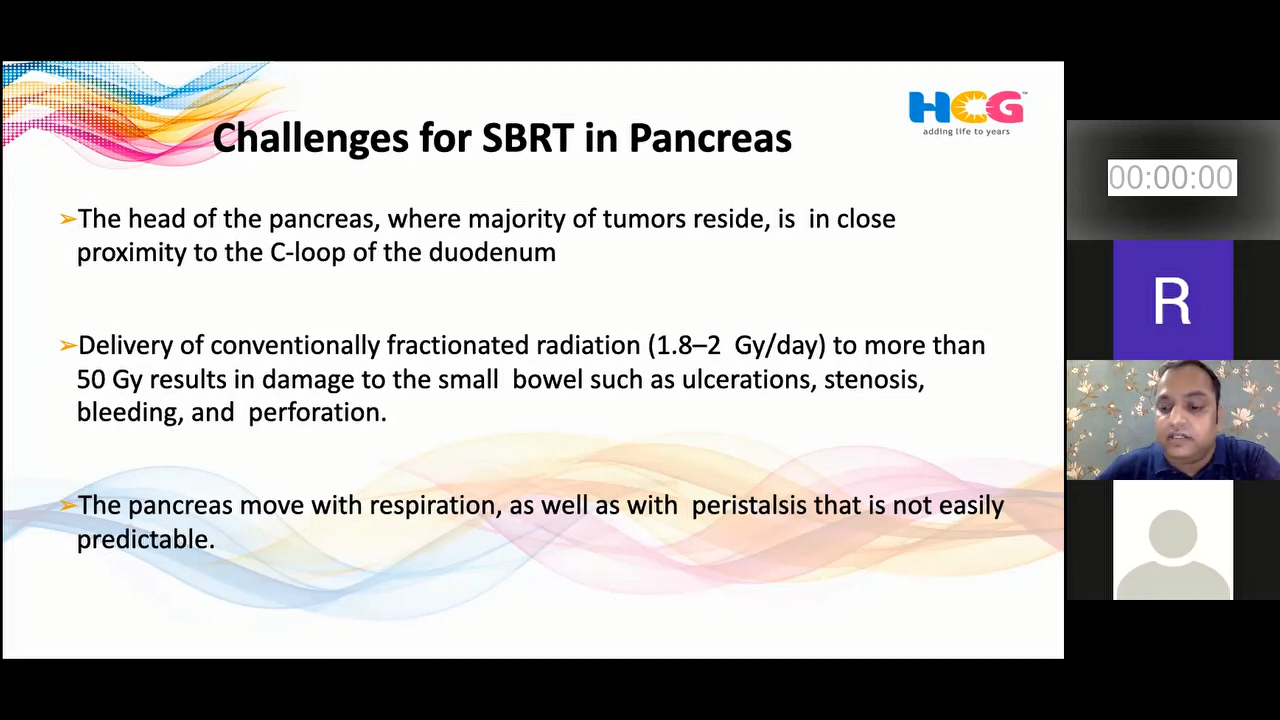 HCG™
adding life to years
Challenges for SBRT in Pancreas
➢The head of the pancreas, where majority of tumors reside, is in close
proximity to the C-loop of the duodenum
➢Delivery of conventionally fractionated radiation (1.8–2 Gy/day) to more than
50 Gy results in damage to the small bowel such as ulcerations, stenosis,
bleeding, and perforation.
➢The pancreas move with respiration, as well as with peristalsis that is not easily
predictable.
00:00:00
R